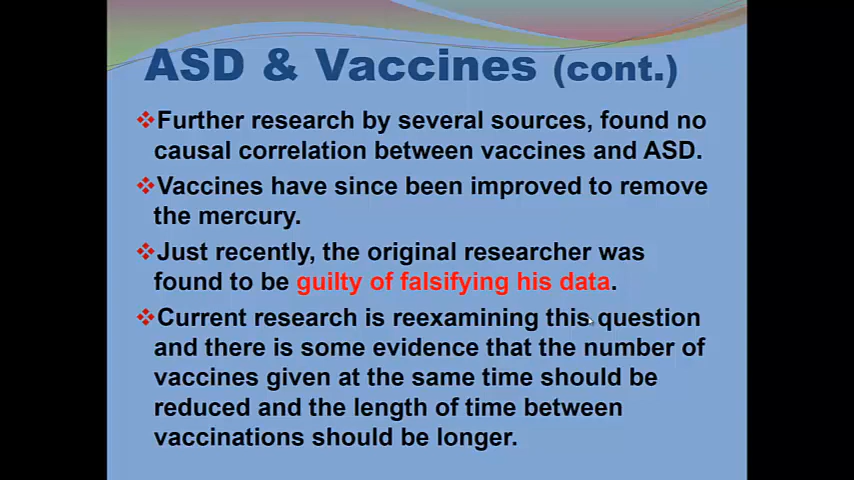 ASD & Vaccines (cont.)
Further research by several sources, found no
causal correlation between vaccines and ASD.
Vaccines have since been improved to remove
the mercury.
Just recently, the original researcher was
found to be guilty of falsifying his data.
Current research is reexamining this question
and there is some evidence that the number of
vaccines given at the same time should be
reduced and the length of time between
vaccinations should be longer.